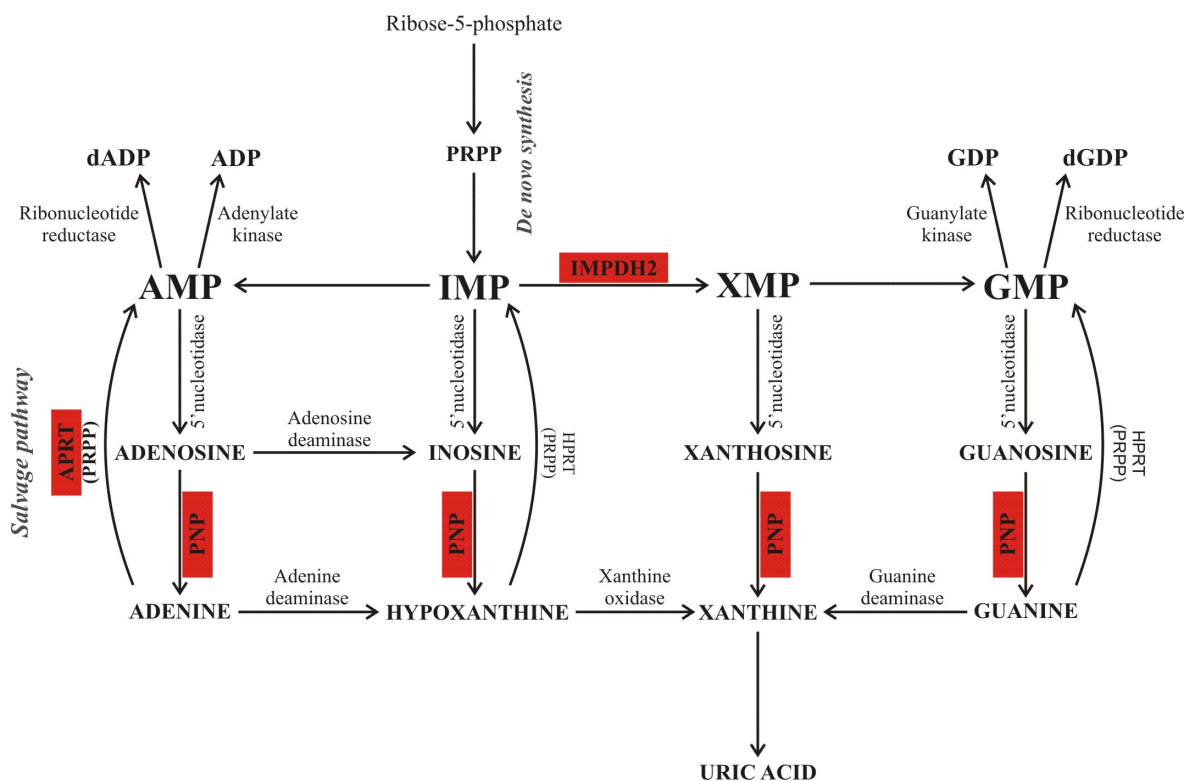 Ribose-5-phosphate
De novo synthesis
PRPP
dADP
ADP
GDP
dGDP
Ribonucleotide
reductase
Adenylate
kinase
Guanylate
kinase
Ribonucleotide
reductase
IMPDH2
AMP
IMP
XMP
GMP
5'nucleotidase
5'nucleotidase
5'nucleotidase
5'nucleotidase
Salvage pathway
APRT
(PRPP)
Adenosine
deaminase
HPRT
(PRPP)
HPRT
(PRPP)
ADENOSINE
INOSINE
XANTHOSINE
GUANOSINE
PNP
PNP
PNP
PNP
Adenine
deaminase
Xanthine
oxidase
Guanine
deaminase
ADENINE
HYPOXANTHINE
XANTHINE
GUANINE
URIC ACID